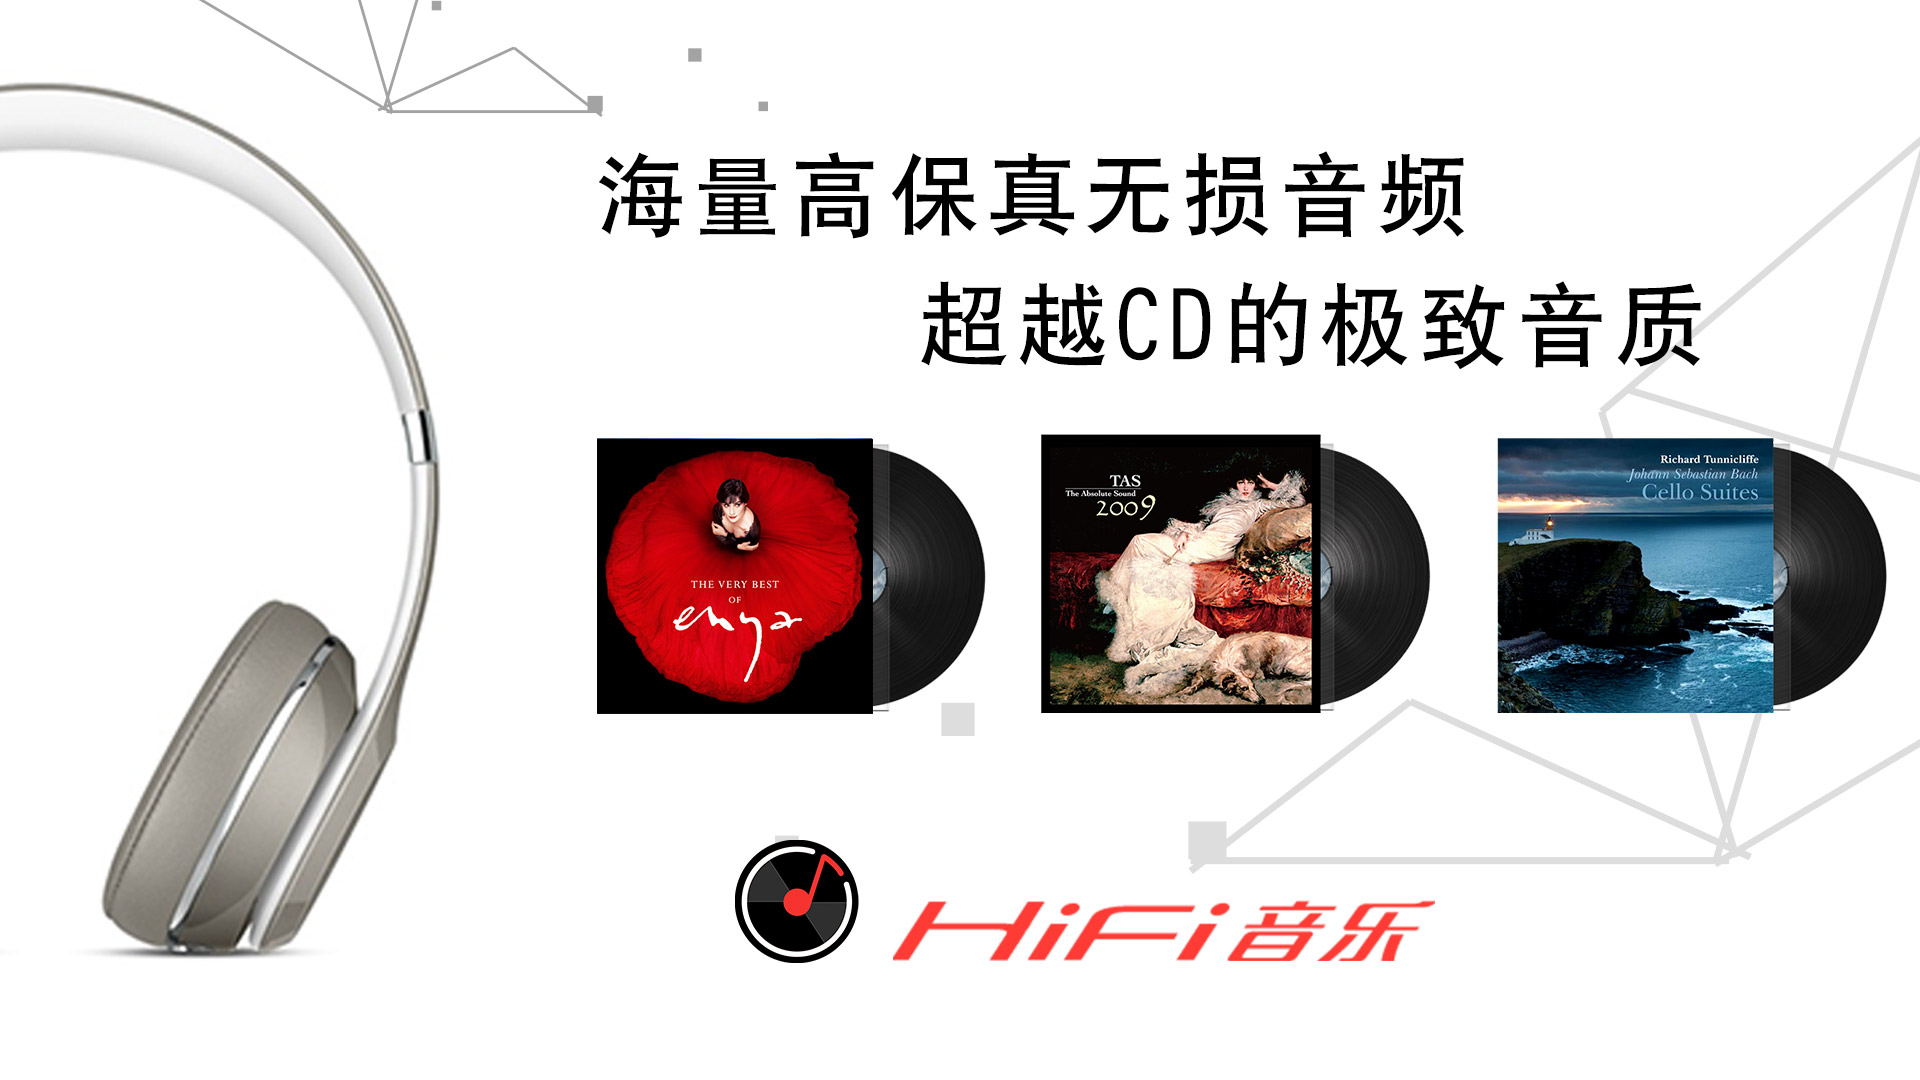 海量高保真无损音频
超越CD的极致音质
THE VERY BEST
OF
enya
TAS
The Absolute Sound
2009
Richard Tunnicliffe
Johann Sebastian Bach
Cello Suites
HiFi音乐